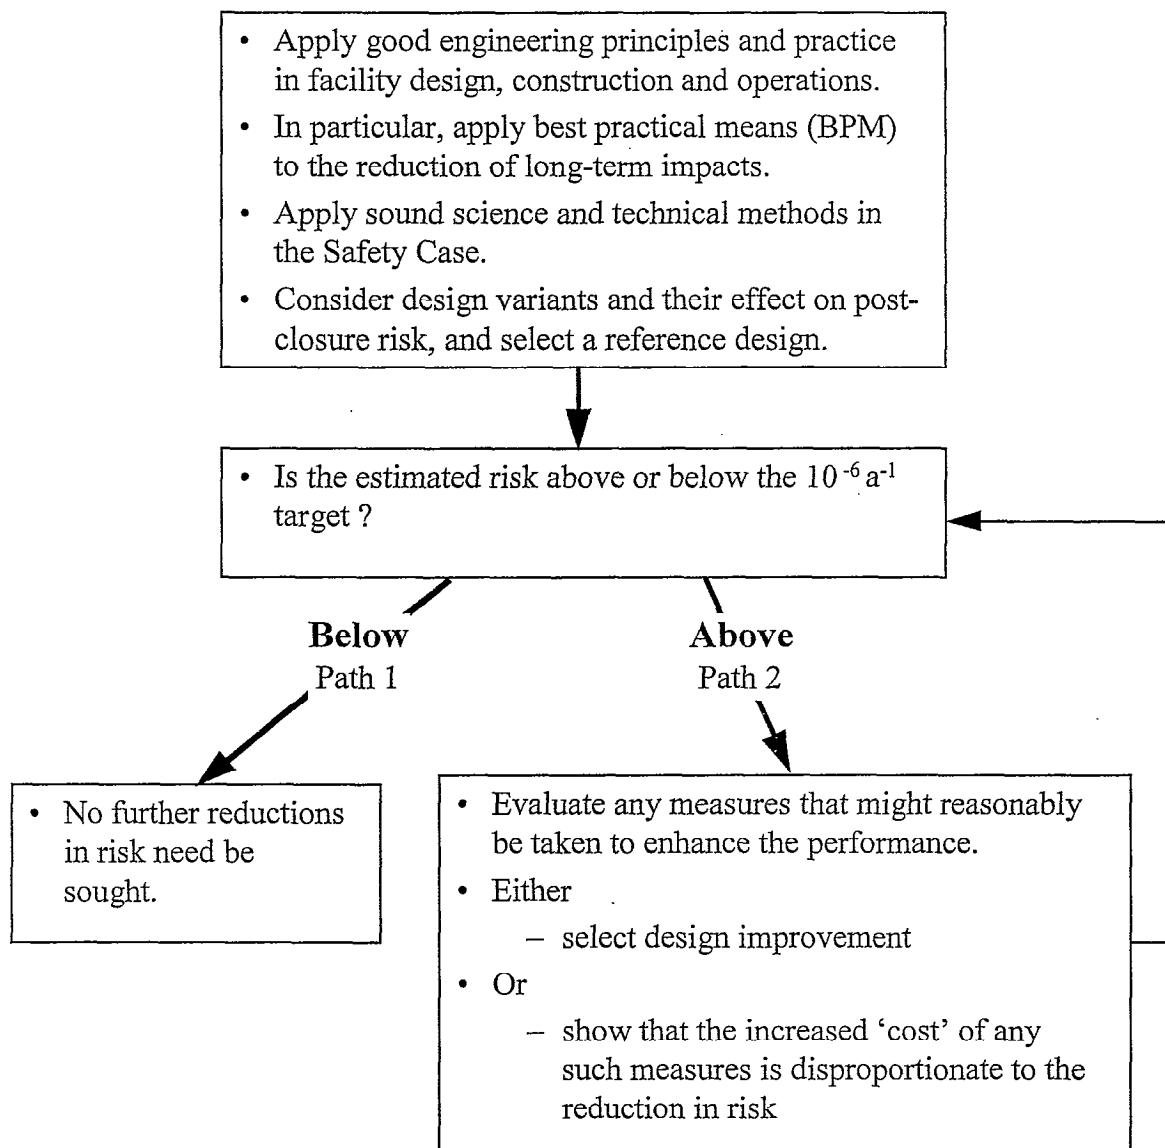 • Apply good engineering principles and practice
in facility design, construction and operations.
• In particular, apply best practical means (BPM)
to the reduction of long-term impacts.
• Apply sound science and technical methods in
the Safety Case.
• Consider design variants and their effect on post-
closure risk, and select a reference design.
• Is the estimated risk above or below the 10⁻⁶ a⁻¹
target ?
Below
Path 1
Above
Path 2
• No further reductions
in risk need be
sought.
• Evaluate any measures that might reasonably
be taken to enhance the performance.
• Either
– select design improvement
• Or
– show that the increased ‘cost’ of any
such measures is disproportionate to the
reduction in risk